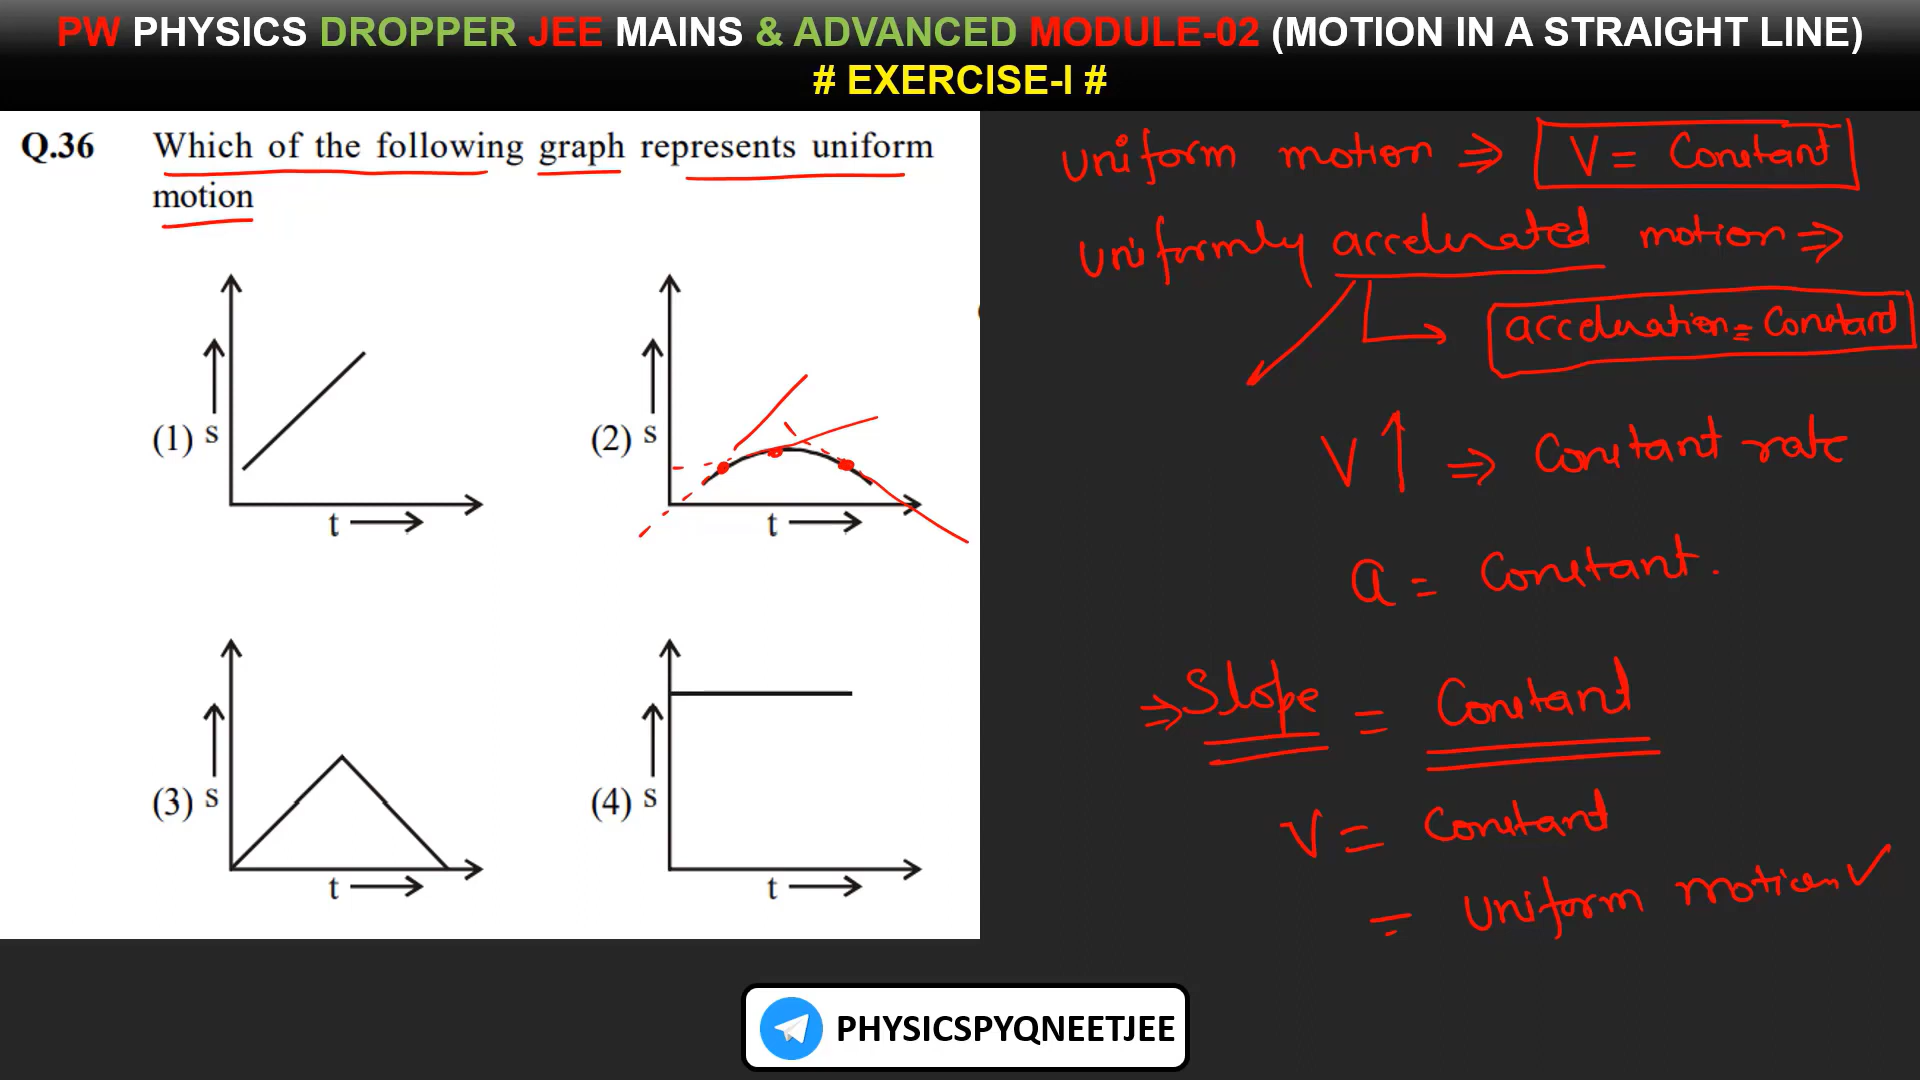 PW PHYSICS DROPPER JEE MAINS & ADVANCED MODULE-02 (MOTION IN A STRAIGHT LINE)
# EXERCISE-I #
Q.36 Which of the following graph represents uniform
motion
(1) s
t
(2) s
t
(3) s
t
(4) s
t
uniform motion ⇒ V = Constant
uniformly accelerated motion ⇒
acceleration = Constant
V↑ ⇒ Constant rate
a = Constant.
⇒ Slope = Constant
V = Constant
= Uniform motion ✓
PHYSICSPYQNEETJEE